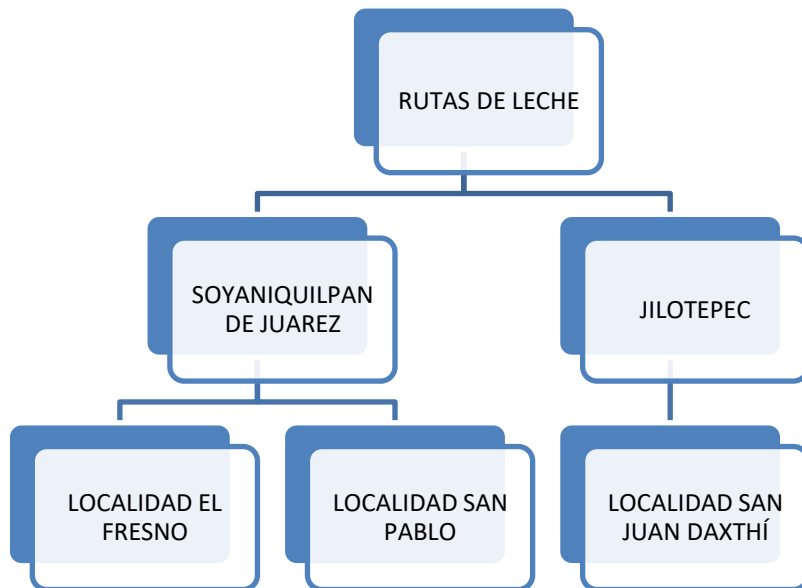 RUTAS DE LECHE
SOYANIQUILPAN
DE JUAREZ
JILOTEPEC
LOCALIDAD EL
FRESNO
LOCALIDAD SAN
PABLO
LOCALIDAD SAN
JUAN DAXTHÍ